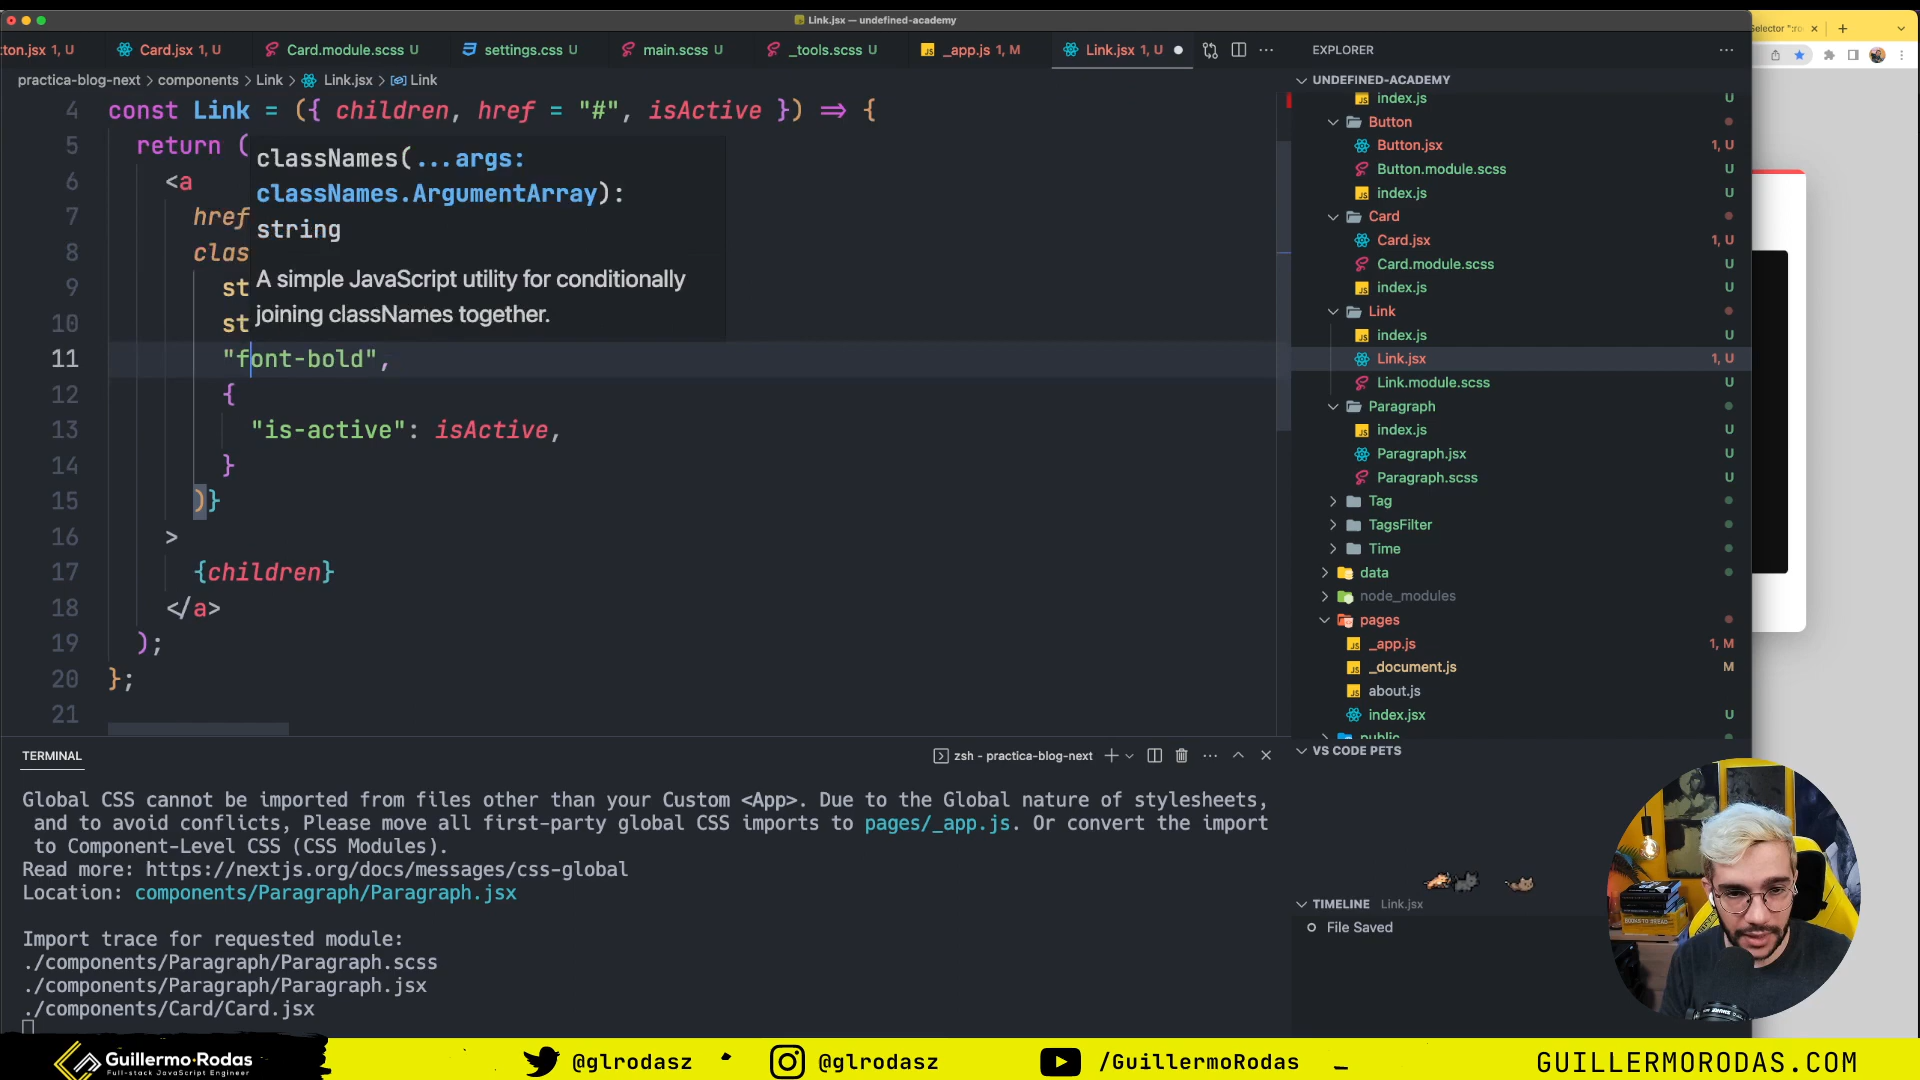 Link.jsx — undefined-academy
ton.jsx 1, U
Card.jsx 1, U
Card.module.scss U
settings.css U
main.scss U
_tools.scss U
_app.js 1, M
Link.jsx 1, U
EXPLORER
practica-blog-next > components > Link > Link.jsx > Link
UNDEFINED-ACADEMY
4 const Link = ({ children, href = "#", isActive }) => {
5 return (
6 <a
7 href
8 clas
9 st
10 st
11 "font-bold",
12 {
13 "is-active": isActive,
14 }
15 )}
16 >
17 {children}
18 </a>
19 );
20 };
21
classNames(...args:
classNames.ArgumentArray):
string
A simple JavaScript utility for conditionally
joining classNames together.
index.js U
Button
Button.jsx 1, U
Button.module.scss U
index.js U
Card
Card.jsx 1, U
Card.module.scss U
index.js U
Link
index.js U
Link.jsx 1, U
Link.module.scss U
Paragraph
index.js U
Paragraph.jsx U
Paragraph.scss U
Tag
TagsFilter
Time
data
node_modules
pages
_app.js 1, M
_document.js M
about.js
index.jsx U
public
VS CODE PETS
TIMELINE Link.jsx
File Saved
TERMINAL
zsh - practica-blog-next
Global CSS cannot be imported from files other than your Custom <App>. Due to the Global nature of stylesheets,
and to avoid conflicts, Please move all first-party global CSS imports to pages/_app.js. Or convert the import
to Component-Level CSS (CSS Modules).
Read more: https://nextjs.org/docs/messages/css-global
Location: components/Paragraph/Paragraph.jsx
Import trace for requested module:
./components/Paragraph/Paragraph.scss
./components/Paragraph/Paragraph.jsx
./components/Card/Card.jsx
Guillermo·Rodas
Full-stack JavaScript Engineer
@glrodasz
@glrodasz
/GuillermoRodas
GUILLERMORODAS.COM